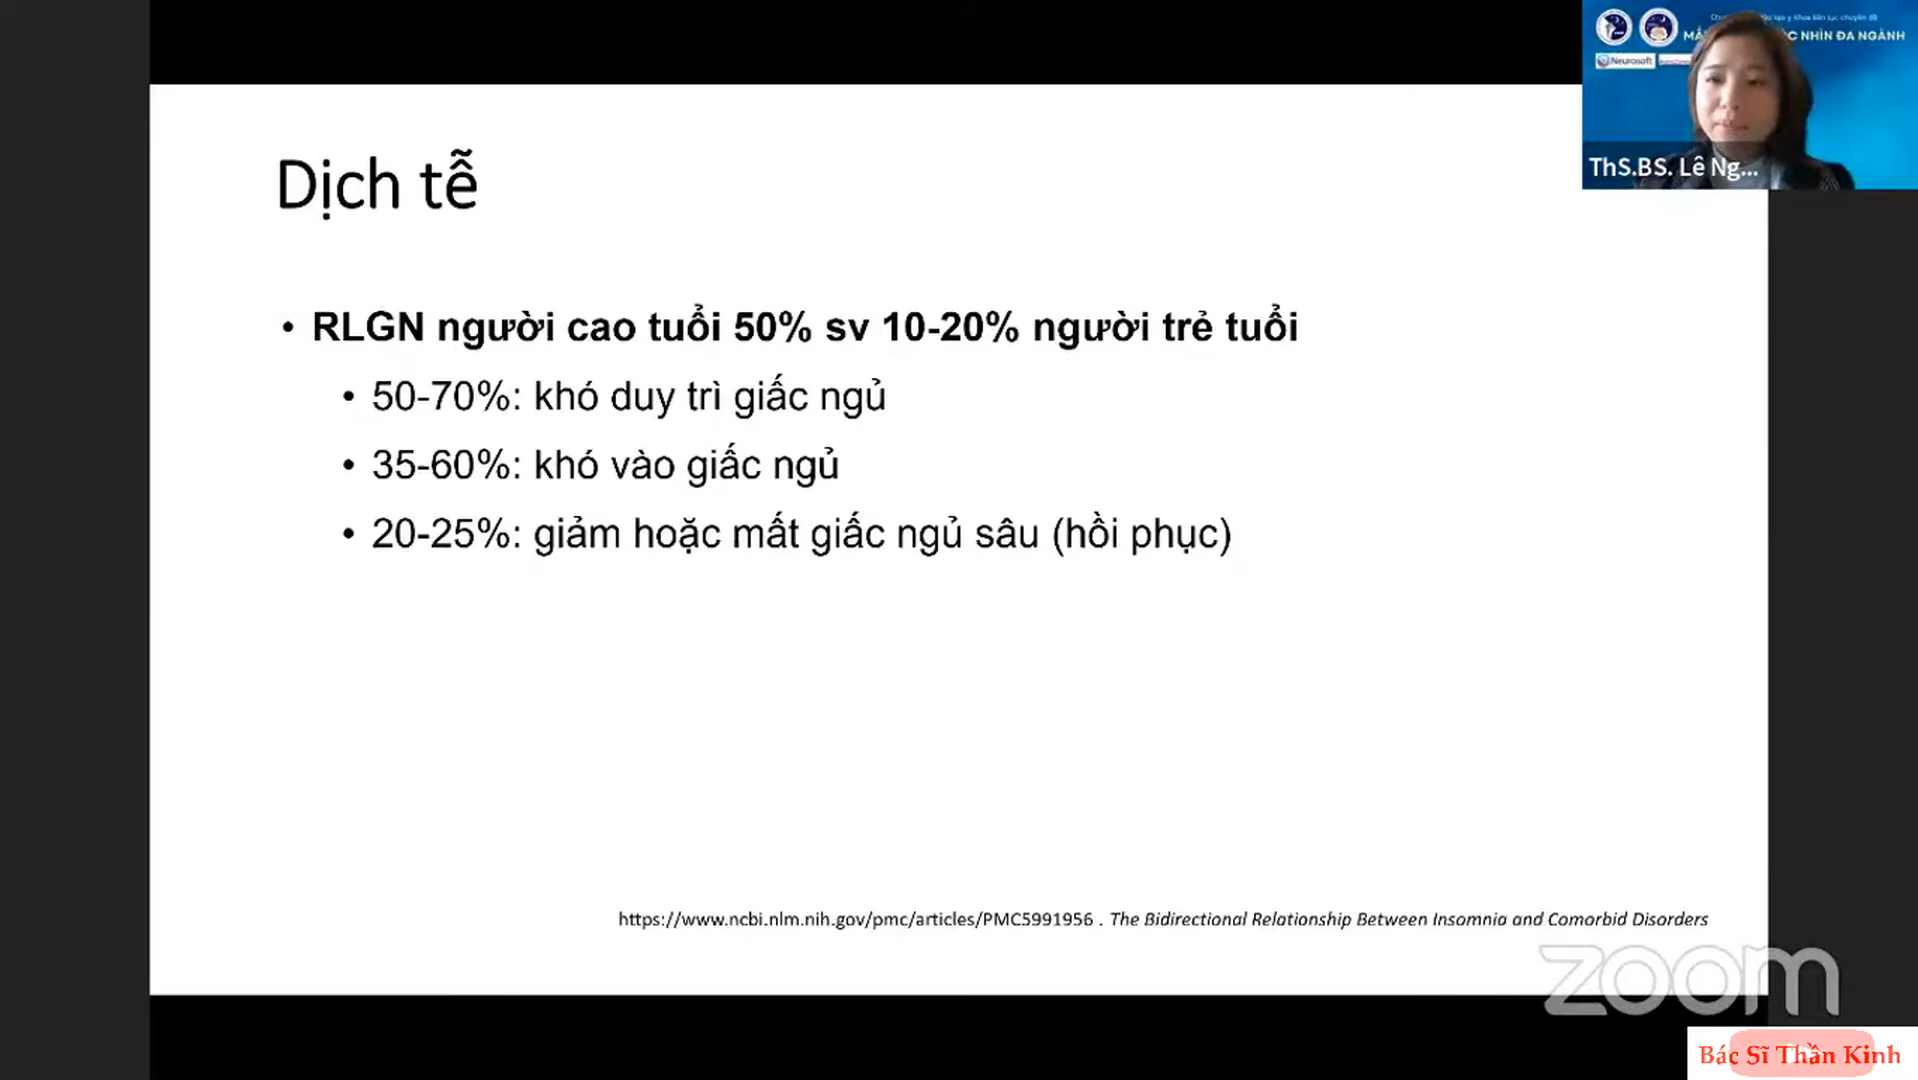 NHÌN ĐA NGÀNH
Neurosoft
ThS.BS. Lê Ng...
Dịch tễ
• RLGN người cao tuổi 50% sv 10-20% người trẻ tuổi
• 50-70%: khó duy trì giấc ngủ
• 35-60%: khó vào giấc ngủ
• 20-25%: giảm hoặc mất giấc ngủ sâu (hồi phục)
https://www.ncbi.nlm.nih.gov/pmc/articles/PMC5991956 . The Bidirectional Relationship Between Insomnia and Comorbid Disorders
zoom
Bác Sĩ Thần Kinh